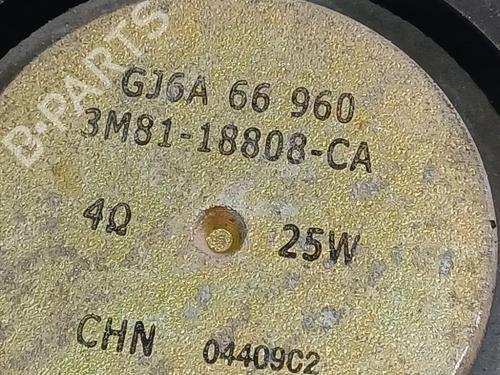 B-PARTS
GJ6A 66 960
3M81-18808-CA
4Ω 25W
CHN 04409C2